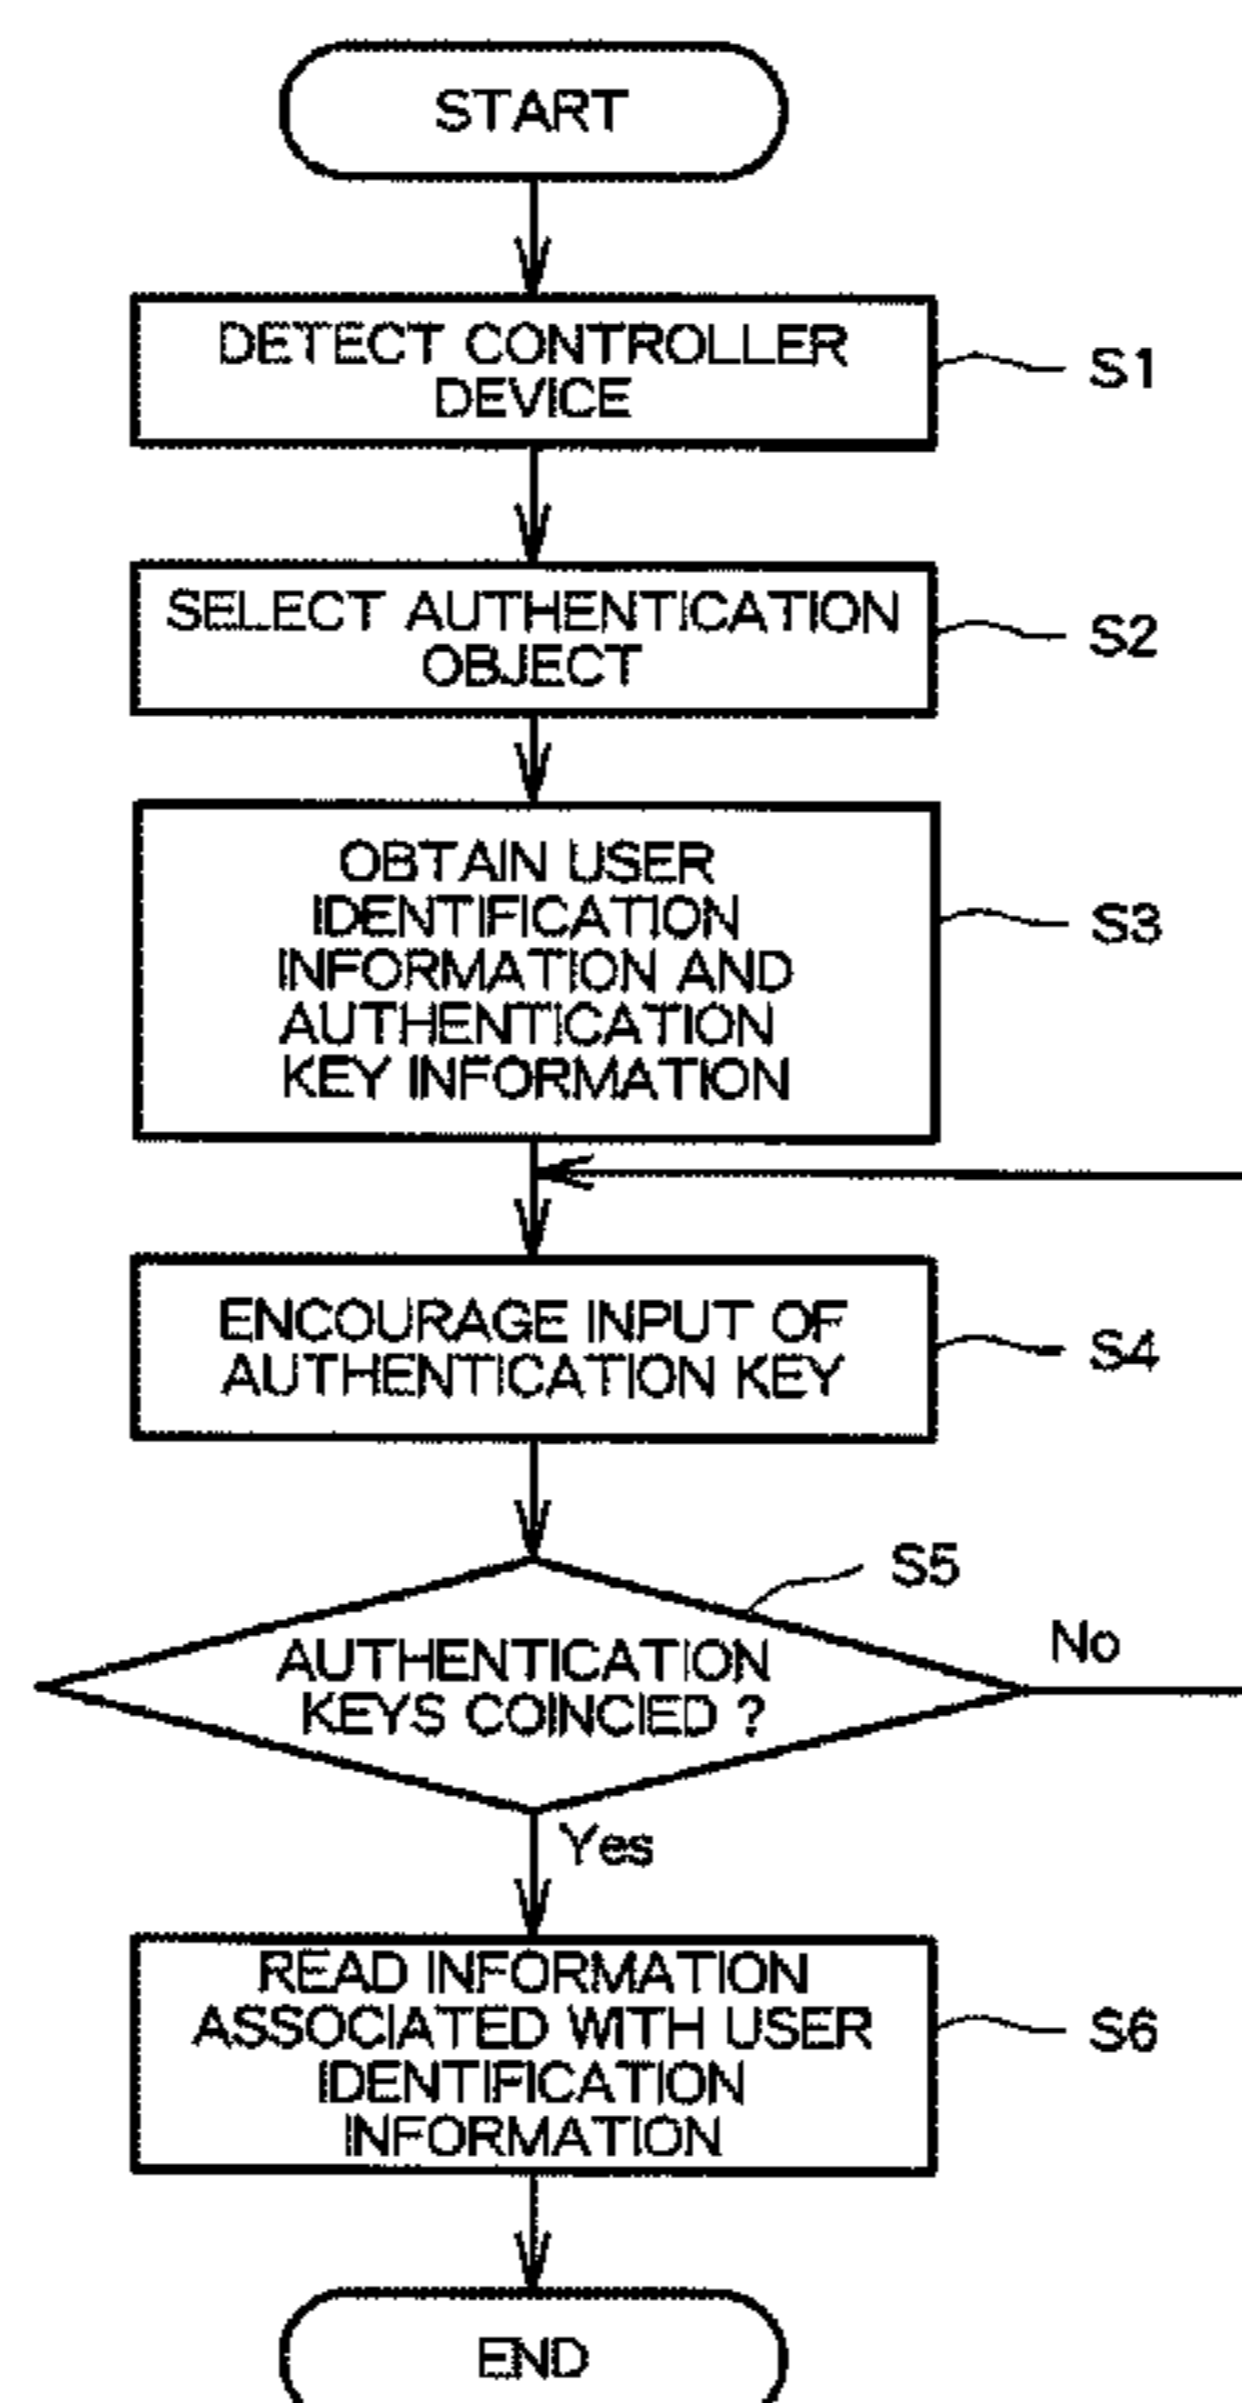 START
DETECT CONTROLLER
DEVICE
S1
SELECT AUTHENTICATION
OBJECT
S2
OBTAIN USER
IDENTIFICATION
INFORMATION AND
AUTHENTICATION
KEY INFORMATION
S3
ENCOURAGE INPUT OF
AUTHENTICATION KEY
S4
S5
AUTHENTICATION
KEYS COINCIED ?
No
Yes
READ INFORMATION
ASSOCIATED WITH USER
IDENTIFICATION
INFORMATION
S6
END